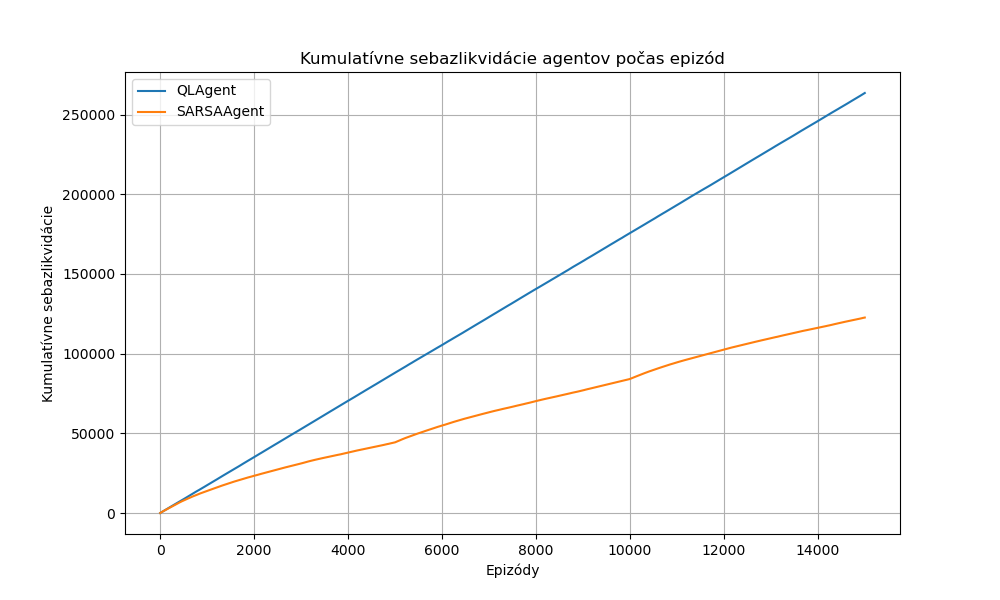 Kumulatívne sebazlikvidácie agentov počas epizód
QLAgent
SARSAAgent
Kumulatívne sebazlikvidácie
250000
200000
150000
100000
50000
0
0 2000 4000 6000 8000 10000 12000 14000
Epizódy